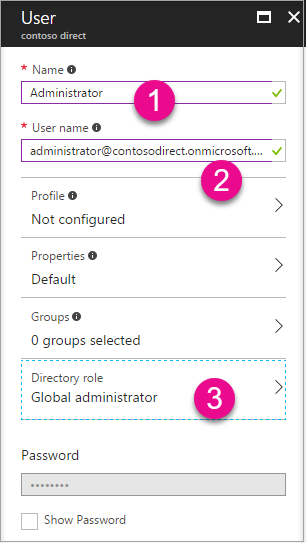 User
contoso direct
* Name
Administrator
1
* User name
administrator@contosodirect.onmicrosoft....
2
Profile
Not configured
Properties
Default
Groups
0 groups selected
Directory role
Global administrator
3
Password
••••••••
Show Password